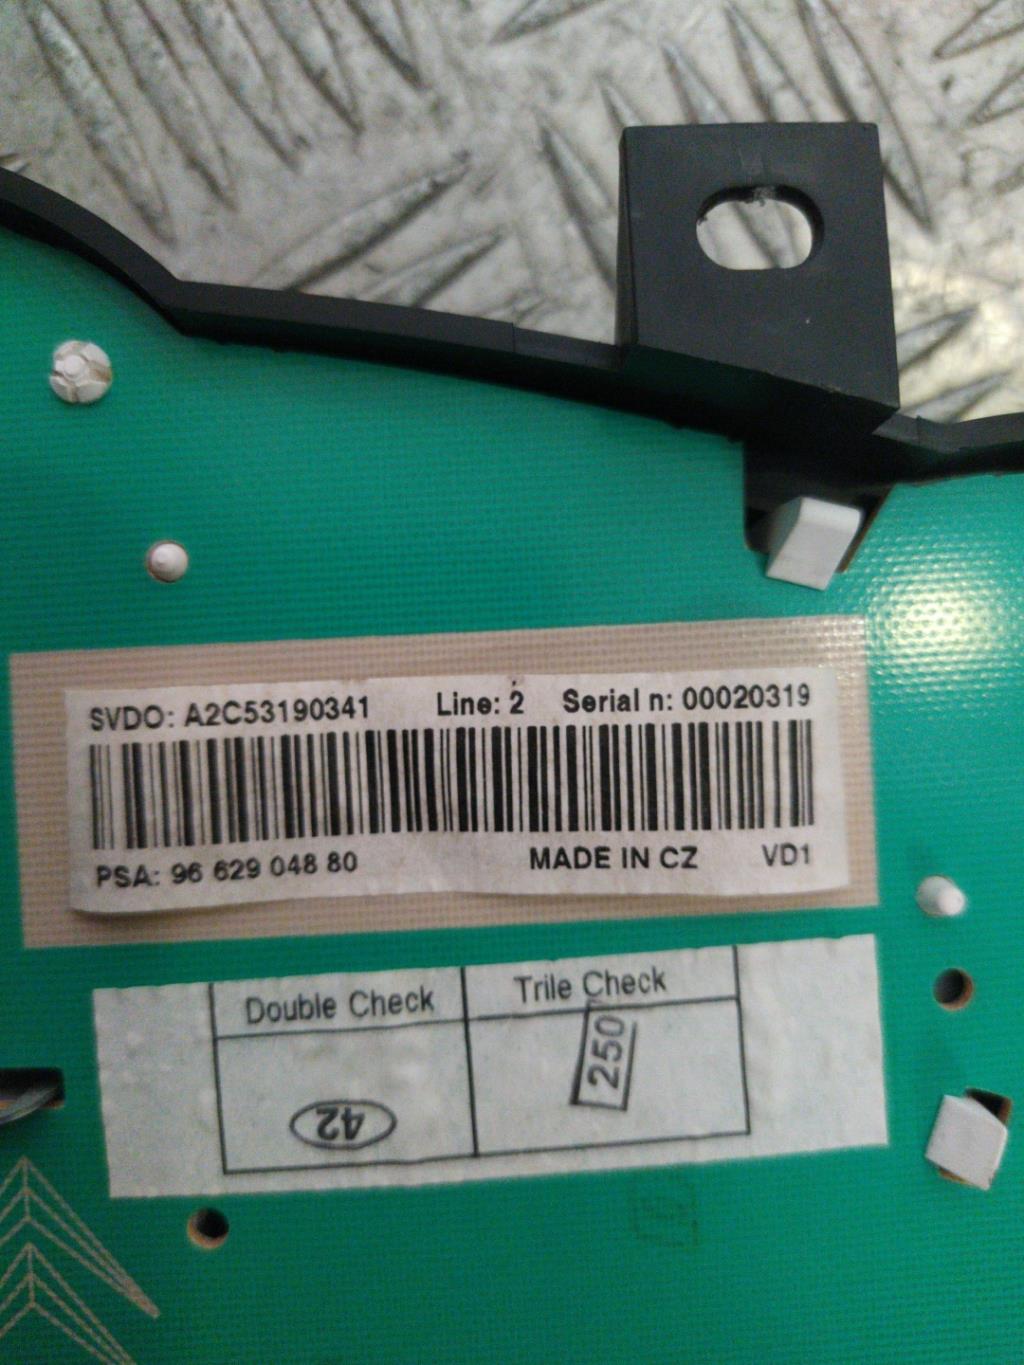 SVDO: A2C53190341 Line: 2 Serial n: 00020319
PSA: 96 629 048 80 MADE IN CZ VD1
Double Check Trile Check
42 250